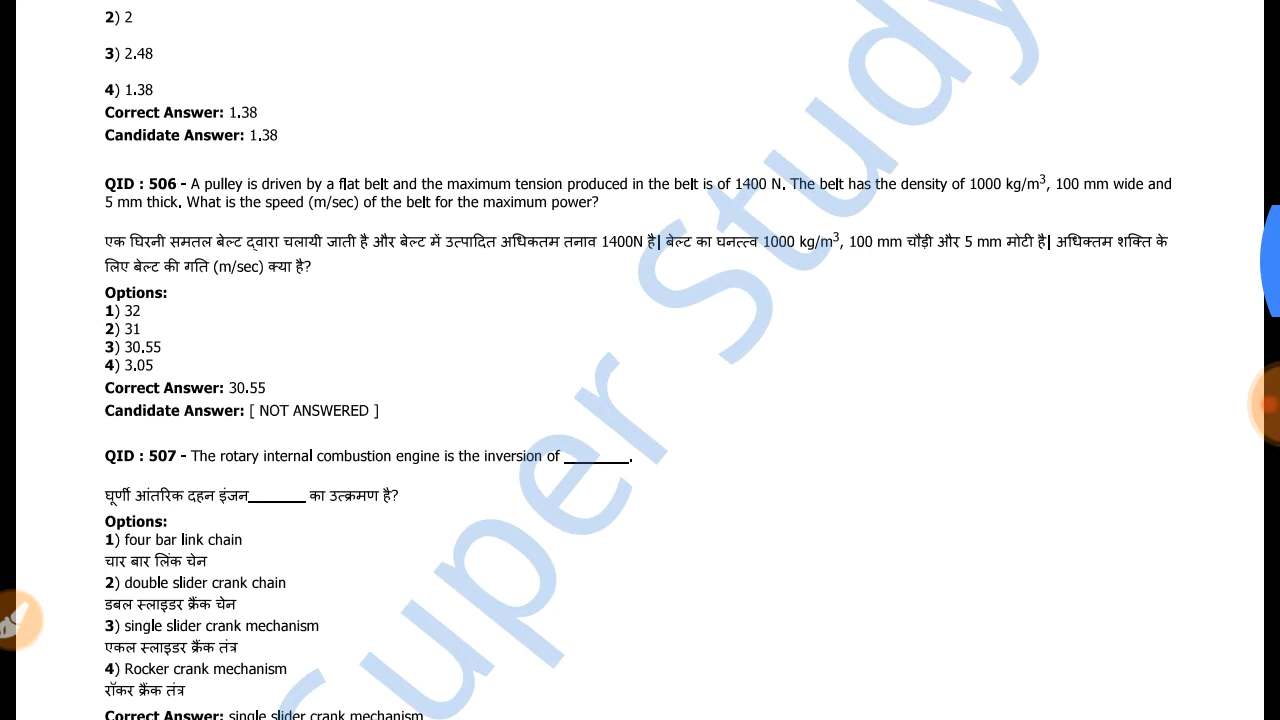 2) 2
3) 2.48
4) 1.38
Correct Answer: 1.38
Candidate Answer: 1.38
QID : 506 - A pulley is driven by a flat belt and the maximum tension produced in the belt is of 1400 N. The belt has the density of 1000 kg/m³, 100 mm wide and
5 mm thick. What is the speed (m/sec) of the belt for the maximum power?
एक घिरनी समतल बेल्ट द्वारा चलायी जाती है और बेल्ट में उत्पादित अधिकतम तनाव 1400N है| बेल्ट का घनत्त्व 1000 kg/m³, 100 mm चौड़ी और 5 mm मोटी है| अधिक्तम शक्ति के
लिए बेल्ट की गति (m/sec) क्या है?
Options:
1) 32
2) 31
3) 30.55
4) 3.05
Correct Answer: 30.55
Candidate Answer: [ NOT ANSWERED ]
QID : 507 - The rotary internal combustion engine is the inversion of ________.
घूर्णी आंतरिक दहन इंजन_______ का उत्क्रमण है?
Options:
1) four bar link chain
चार बार लिंक चेन
2) double slider crank chain
डबल स्लाइडर क्रैंक चेन
3) single slider crank mechanism
एकल स्लाइडर क्रैंक तंत्र
4) Rocker crank mechanism
रॉकर क्रैंक तंत्र
Correct Answer: single slider crank mechanism
Super Study